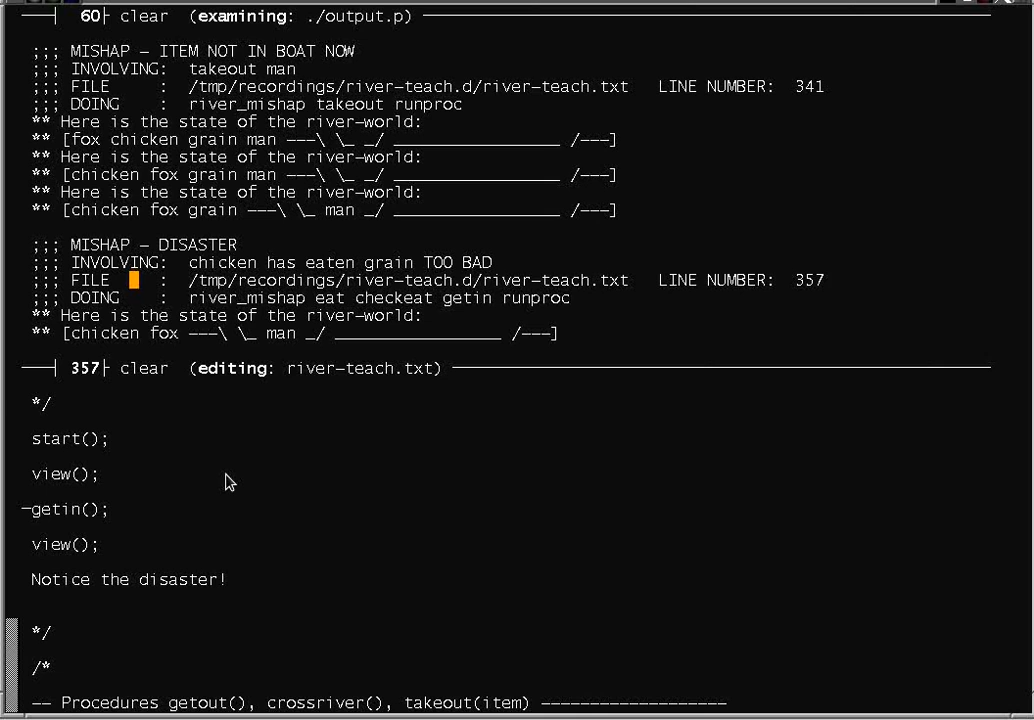 60 clear (examining: ./output.p)
;;; MISHAP - ITEM NOT IN BOAT NOW
;;; INVOLVING: takeout man
;;; FILE : /tmp/recordings/river-teach.d/river-teach.txt LINE NUMBER: 341
;;; DOING : river_mishap takeout runproc
** Here is the state of the river-world:
** [fox chicken grain man ---\ \_ _/ _________________ /---]
** Here is the state of the river-world:
** [chicken fox grain man ---\ \_ _/ _________________ /---]
** Here is the state of the river-world:
** [chicken fox grain ---\ \_ man _/ _________________ /---]
;;; MISHAP - DISASTER
;;; INVOLVING: chicken has eaten grain TOO BAD
;;; FILE : /tmp/recordings/river-teach.d/river-teach.txt LINE NUMBER: 357
;;; DOING : river_mishap eat checkeat getin runproc
** Here is the state of the river-world:
** [chicken fox ---\ \_ man _/ _________________ /---]
357 clear (editing: river-teach.txt)
*/
start();
view();
getin();
view();
Notice the disaster!
*/
/*
-- Procedures getout(), crossriver(), takeout(item) -------------------